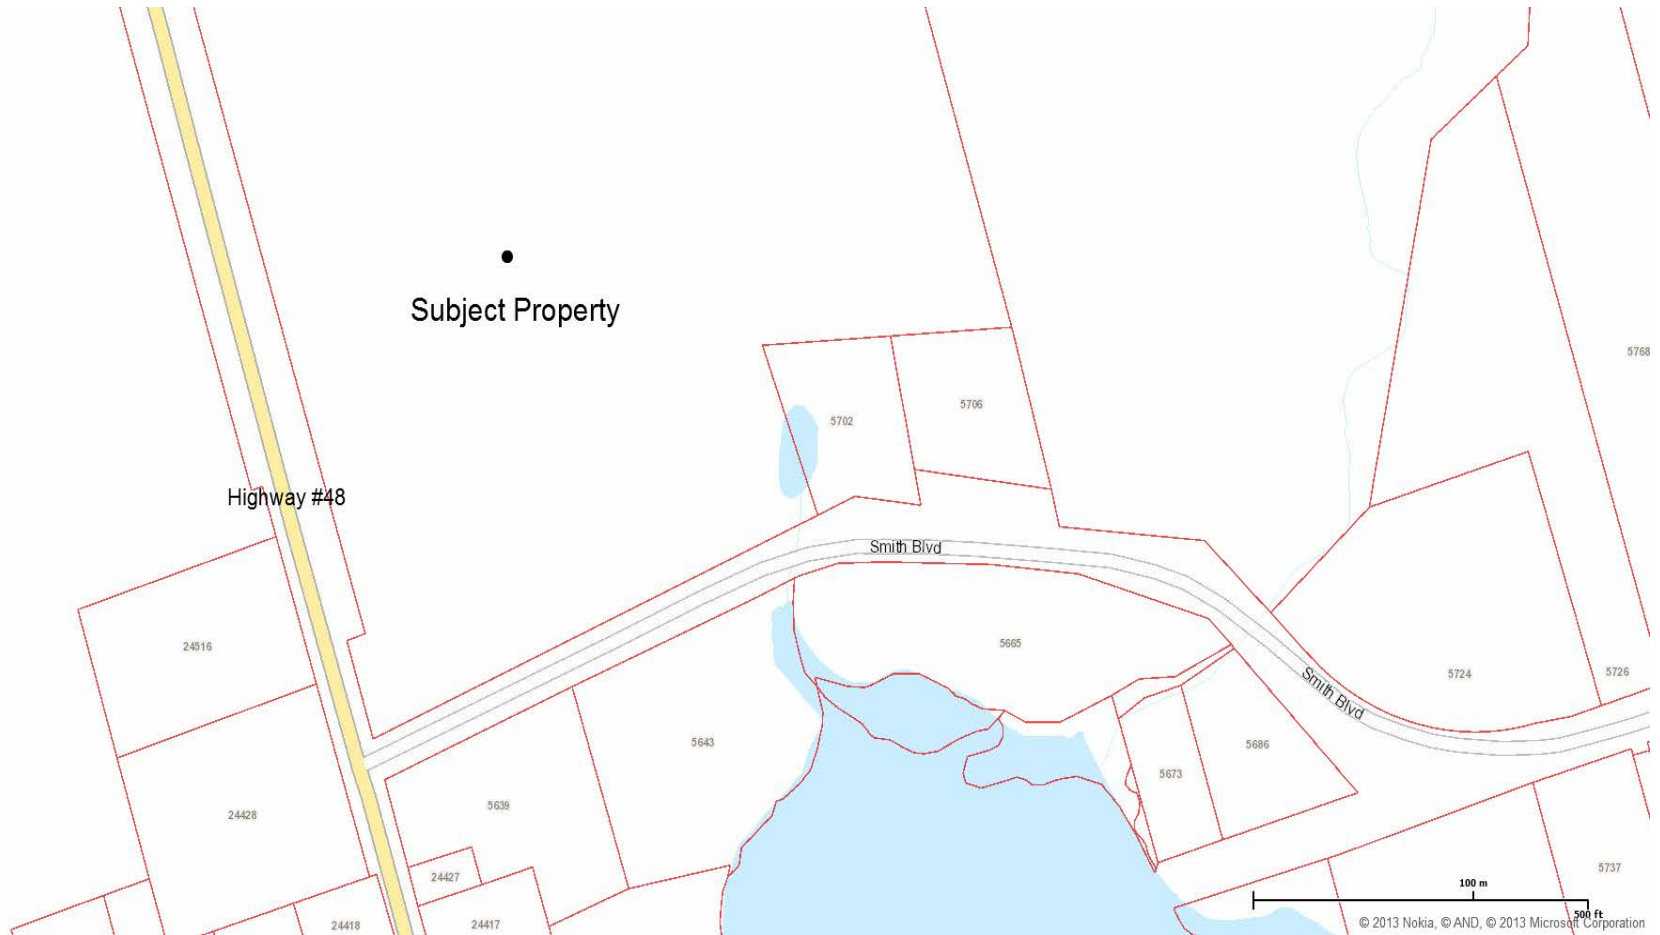 Subject Property
5768
5706
5702
Highway #48
Smith Blvd
24516
5665
Smith Blvd
5724
5726
5643
5686
5673
5639
24428
24427
5737
100 m
500 ft
24418
24417
© 2013 Nokia, © AND, © 2013 Microsoft Corporation